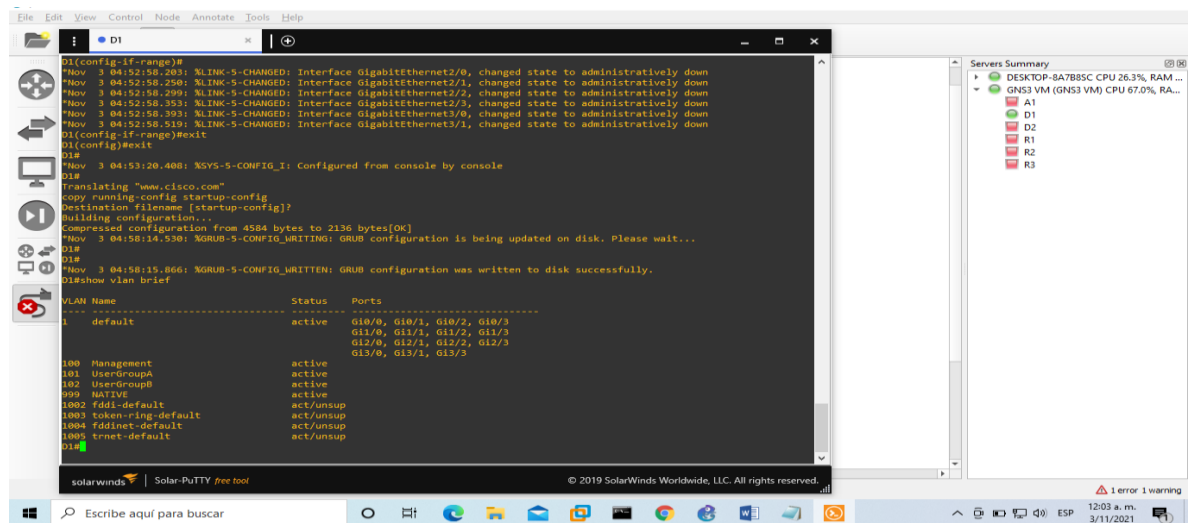 File Edit View Control Node Annotate Tools Help
D1
D1(config-if-range)#
*Nov  3 04:52:58.203: %LINK-5-CHANGED: Interface GigabitEthernet2/0, changed state to administratively down
*Nov  3 04:52:58.250: %LINK-5-CHANGED: Interface GigabitEthernet2/1, changed state to administratively down
*Nov  3 04:52:58.299: %LINK-5-CHANGED: Interface GigabitEthernet2/2, changed state to administratively down
*Nov  3 04:52:58.353: %LINK-5-CHANGED: Interface GigabitEthernet2/3, changed state to administratively down
*Nov  3 04:52:58.393: %LINK-5-CHANGED: Interface GigabitEthernet3/0, changed state to administratively down
*Nov  3 04:52:58.519: %LINK-5-CHANGED: Interface GigabitEthernet3/1, changed state to administratively down
D1(config-if-range)#exit
D1(config)#exit
D1#
*Nov  3 04:53:20.408: %SYS-5-CONFIG_I: Configured from console by console
D1#
Translating "www.cisco.com"
copy running-config startup-config
Destination filename [startup-config]?
Building configuration...
Compressed configuration from 4584 bytes to 2136 bytes[OK]
*Nov  3 04:58:14.530: %GRUB-5-CONFIG_WRITING: GRUB configuration is being updated on disk. Please wait...
D1#
D1#
*Nov  3 04:58:15.866: %GRUB-5-CONFIG_WRITTEN: GRUB configuration was written to disk successfully.
D1#show vlan brief
VLAN Name Status Ports
---- -------------------------------- --------- -------------------------------
1 default active Gi0/0, Gi0/1, Gi0/2, Gi0/3
Gi1/0, Gi1/1, Gi1/2, Gi1/3
Gi2/0, Gi2/1, Gi2/2, Gi2/3
Gi3/0, Gi3/1, Gi3/3
100 Management active
101 UserGroupA active
102 UserGroupB active
999 NATIVE active
1002 fddi-default act/unsup
1003 token-ring-default act/unsup
1004 fddinet-default act/unsup
1005 trnet-default act/unsup
D1#
solarwinds Solar-PuTTY free tool © 2019 SolarWinds Worldwide, LLC. All rights reserved.
Servers Summary
DESKTOP-8A7B8SC CPU 26.3%, RAM ...
GNS3 VM (GNS3 VM) CPU 67.0%, RA...
A1
D1
D2
R1
R2
R3
1 error 1 warning
Escribe aquí para buscar
ESP
12:03 a. m.
3/11/2021